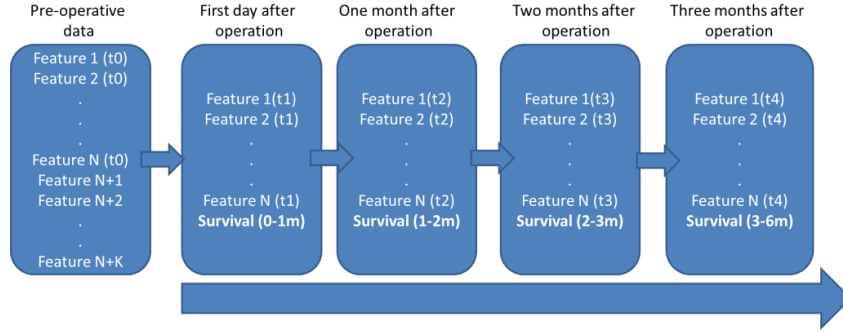 Pre-operative
data
Feature 1 (t0)
Feature 2 (t0)
.
.
.
Feature N (t0)
Feature N+1
Feature N+2
.
.
Feature N+K
First day after
operation
Feature 1(t1)
Feature 2 (t1)
.
.
.
Feature N (t1)
Survival (0-1m)
One month after
operation
Feature 1(t2)
Feature 2 (t2)
.
.
.
Feature N (t2)
Survival (1-2m)
Two months after
operation
Feature 1(t3)
Feature 2 (t3)
.
.
.
Feature N (t3)
Survival (2-3m)
Three months after
operation
Feature 1(t4)
Feature 2 (t4)
.
.
.
Feature N (t4)
Survival (3-6m)